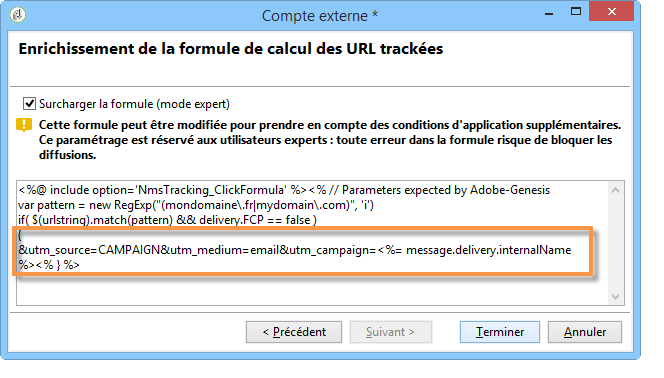 Compte externe *
Enrichissement de la formule de calcul des URL trackées
Surcharger la formule (mode expert)
Cette formule peut être modifiée pour prendre en compte des conditions d'application supplémentaires.
Ce paramétrage est réservé aux utilisateurs experts : toute erreur dans la formule risque de bloquer les
diffusions.
<%@ include option='NmsTracking_ClickFormula' %><% // Parameters expected by Adobe-Genesis
var pattern = new RegExp("(mondomaine\.fr|mydomain\.com)", 'i')
if( $(urlstring).match(pattern) && delivery.FCP == false )
{
&utm_source=CAMPAIGN&utm_medium=email&utm_campaign=<%= message.delivery.internalName
%><% } %>
< Précédent Suivant > Terminer Annuler